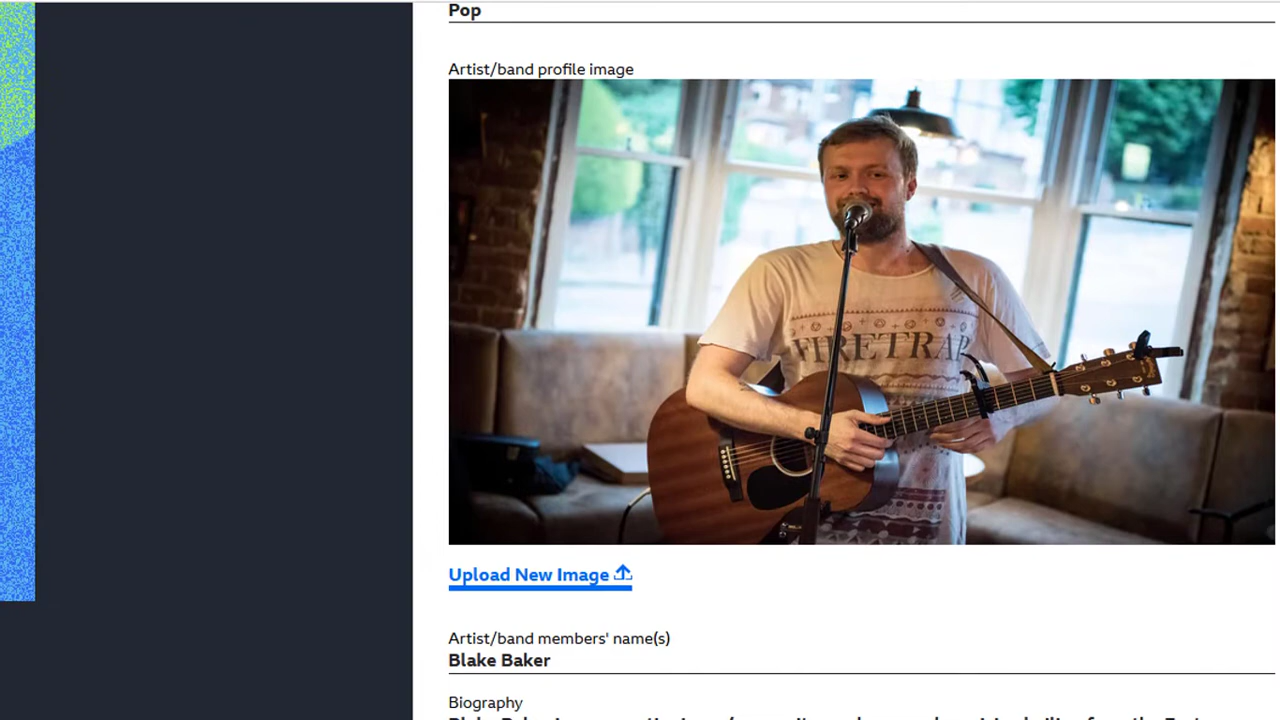 Pop
Artist/band profile image
FIRETRAP
Upload New Image
Artist/band members' name(s)
Blake Baker
Biography